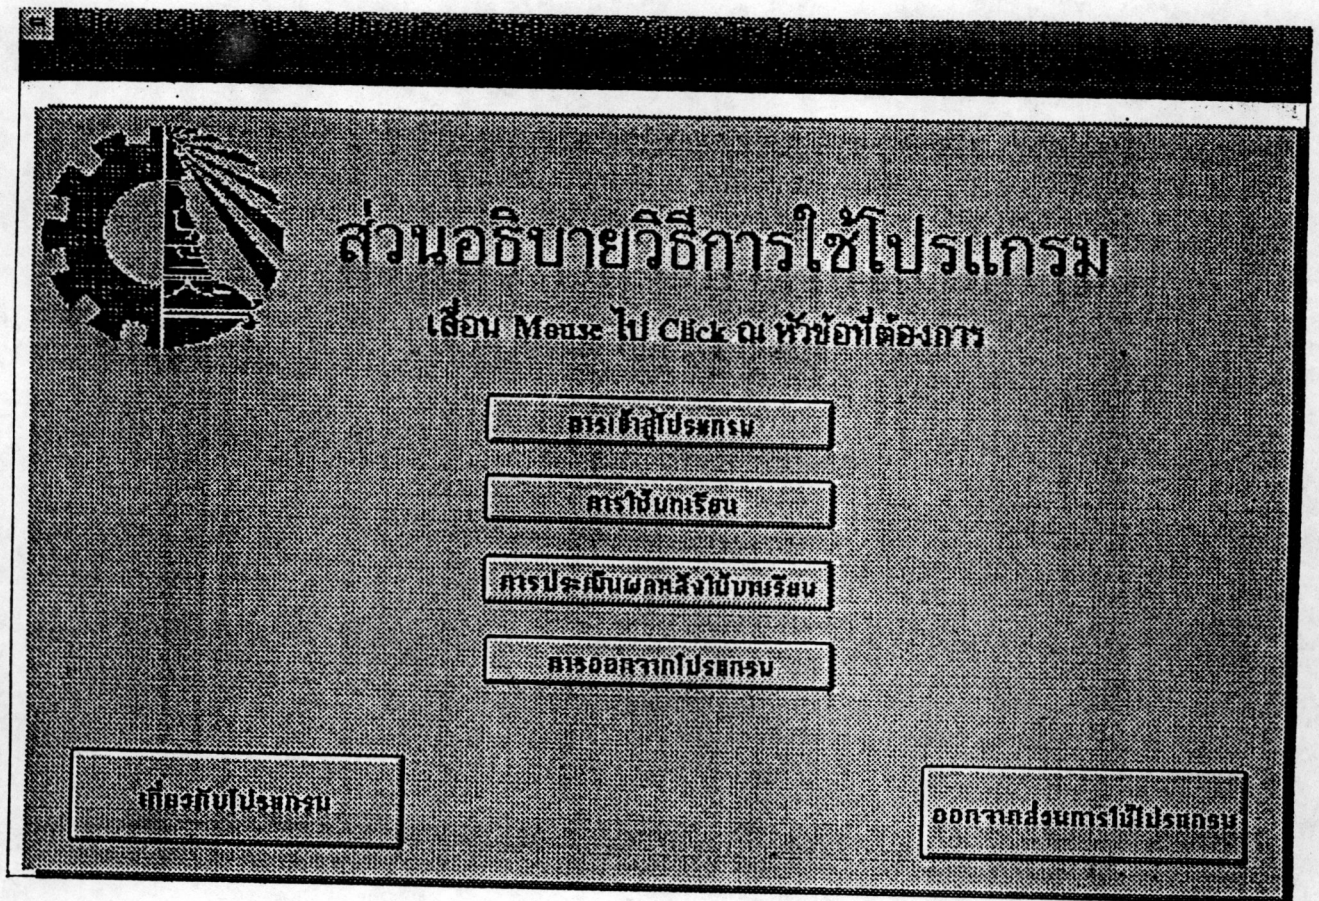 ส่วนอธิบายวิธีการใช้โปรแกรม
เลื่อน Mouse ไป Click ณ หัวข้อที่ต้องการ
การเข้าสู่โปรแกรม
การใช้บทเรียน
การประเมินผลหลังใช้บทเรียน
การออกจากโปรแกรม
เกี่ยวกับโปรแกรม
ออกจากส่วนการใช้โปรแกรม